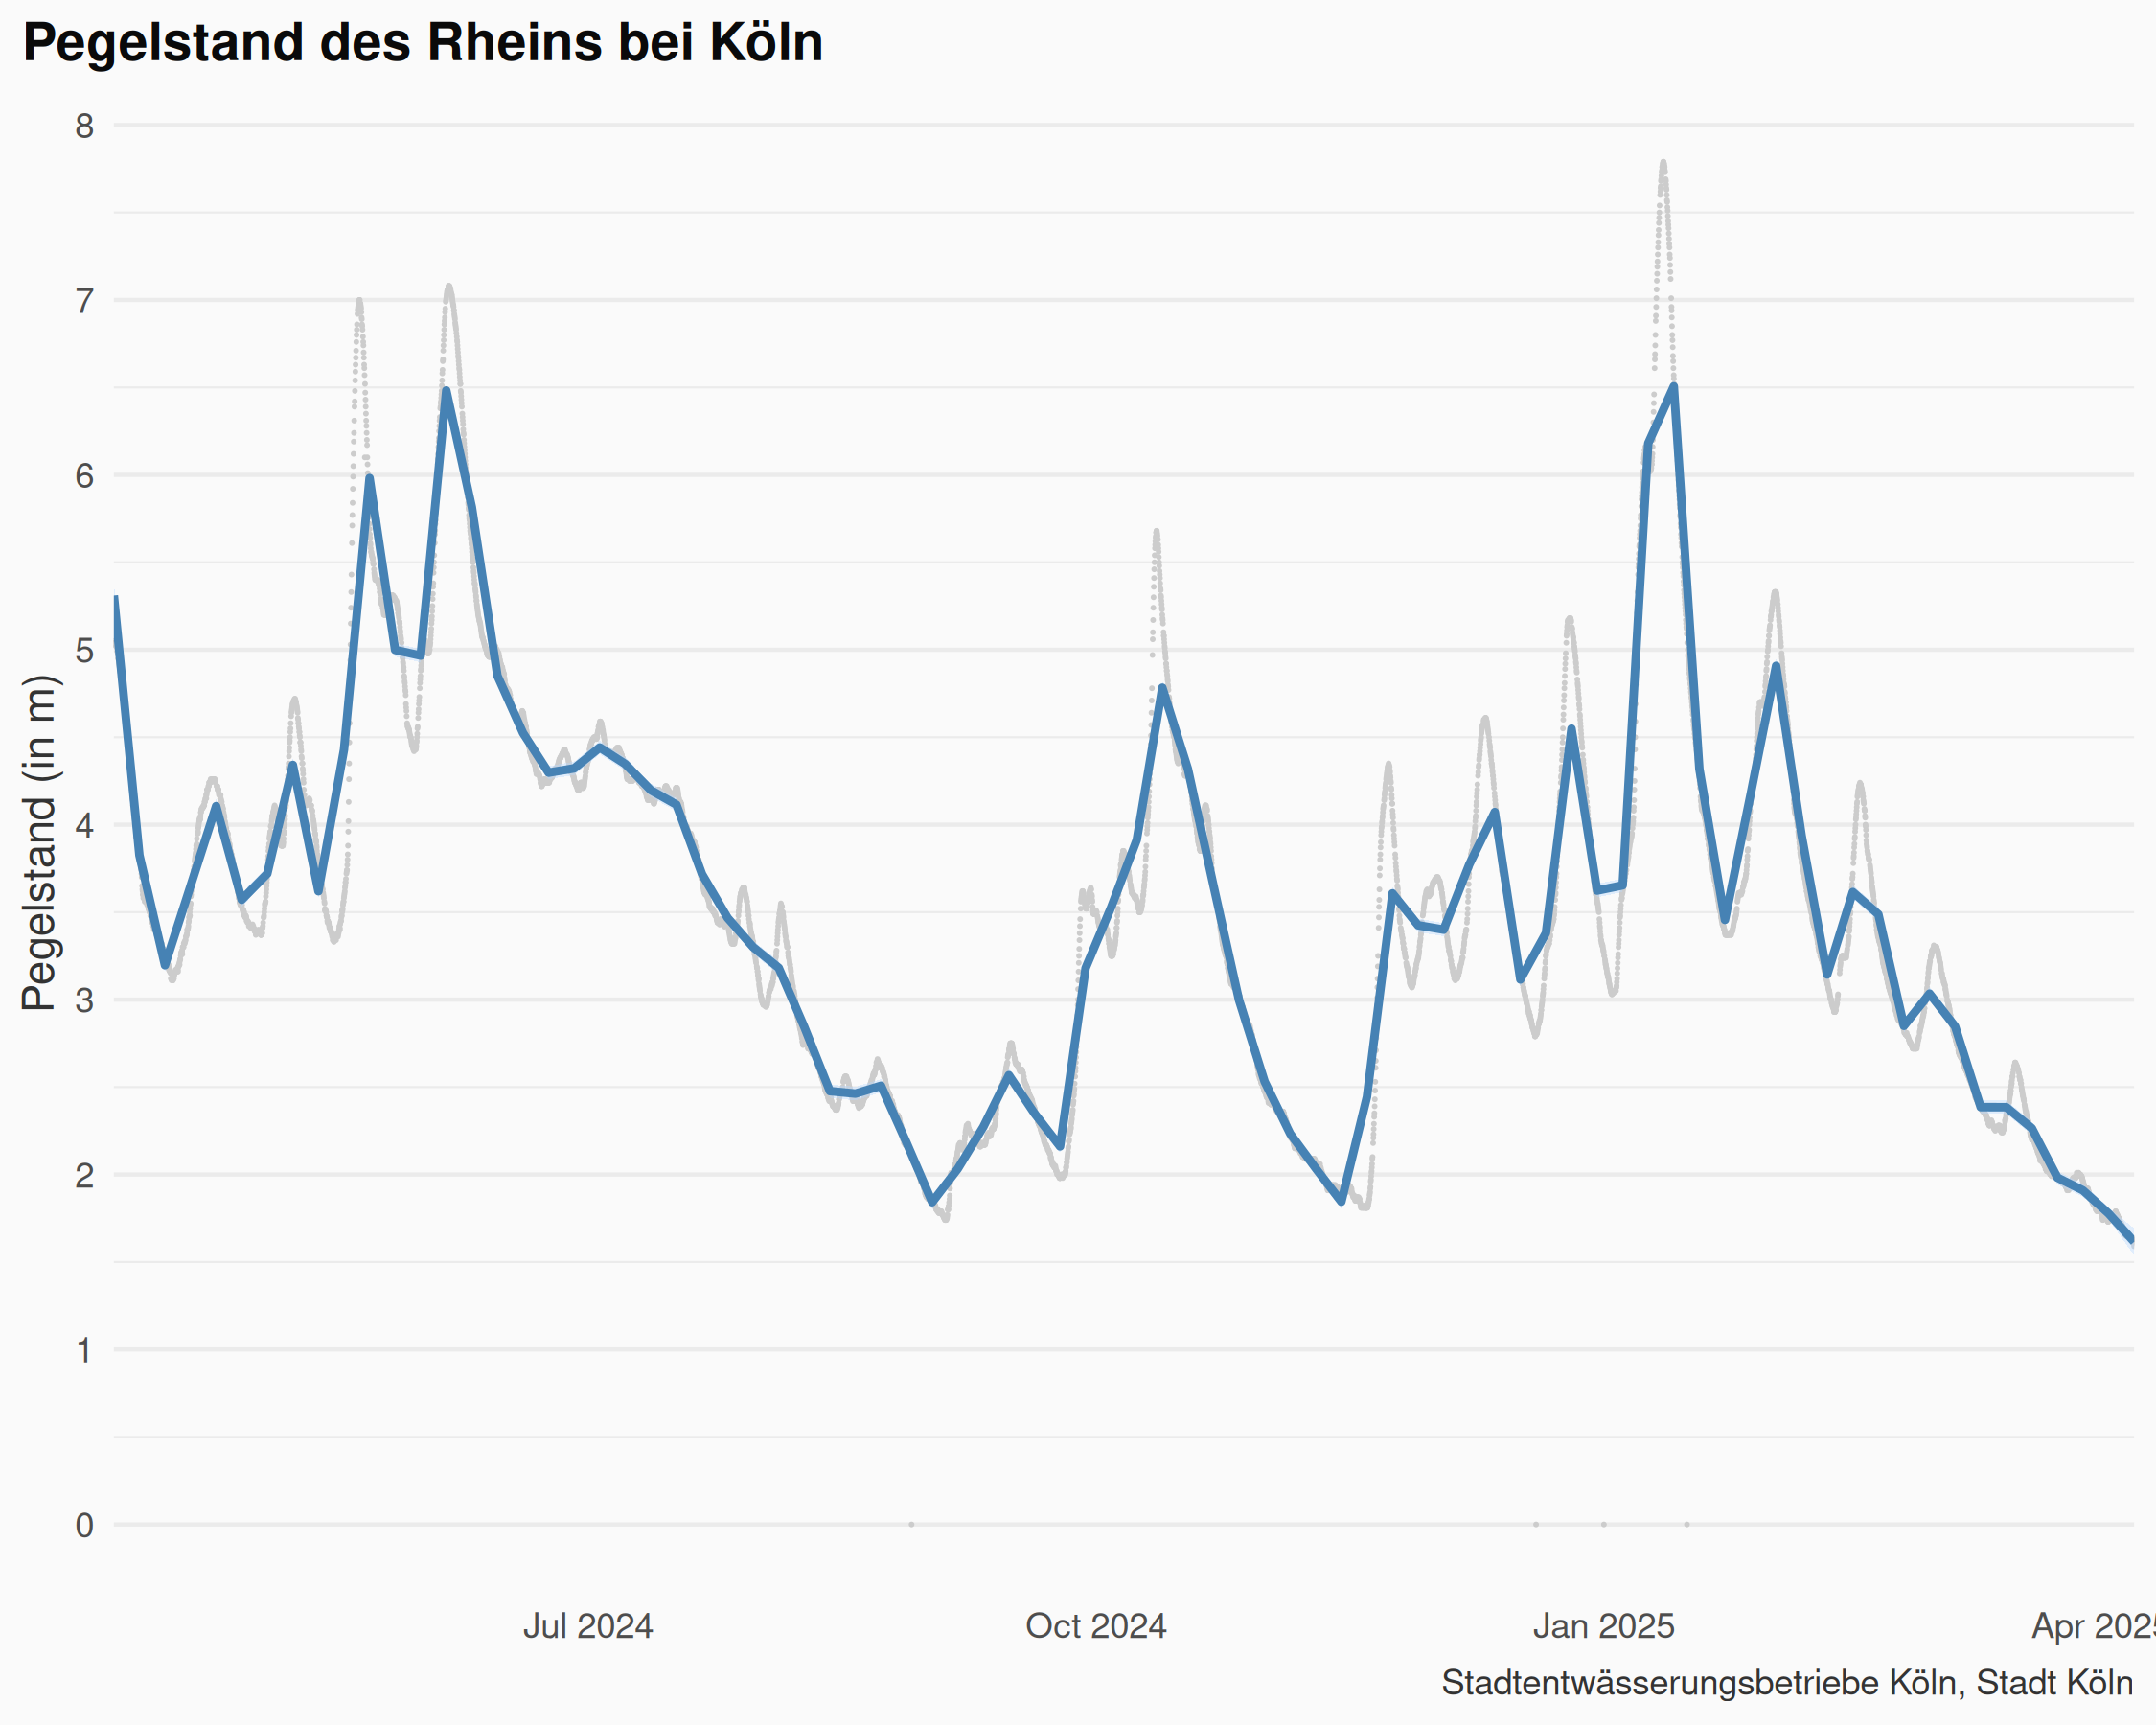 Pegelstand des Rheins bei Köln
Pegelstand (in m)
8
7
6
5
4
3
2
1
0
Jul 2024 Oct 2024 Jan 2025 Apr 2025
Stadtentwässerungsbetriebe Köln, Stadt Köln